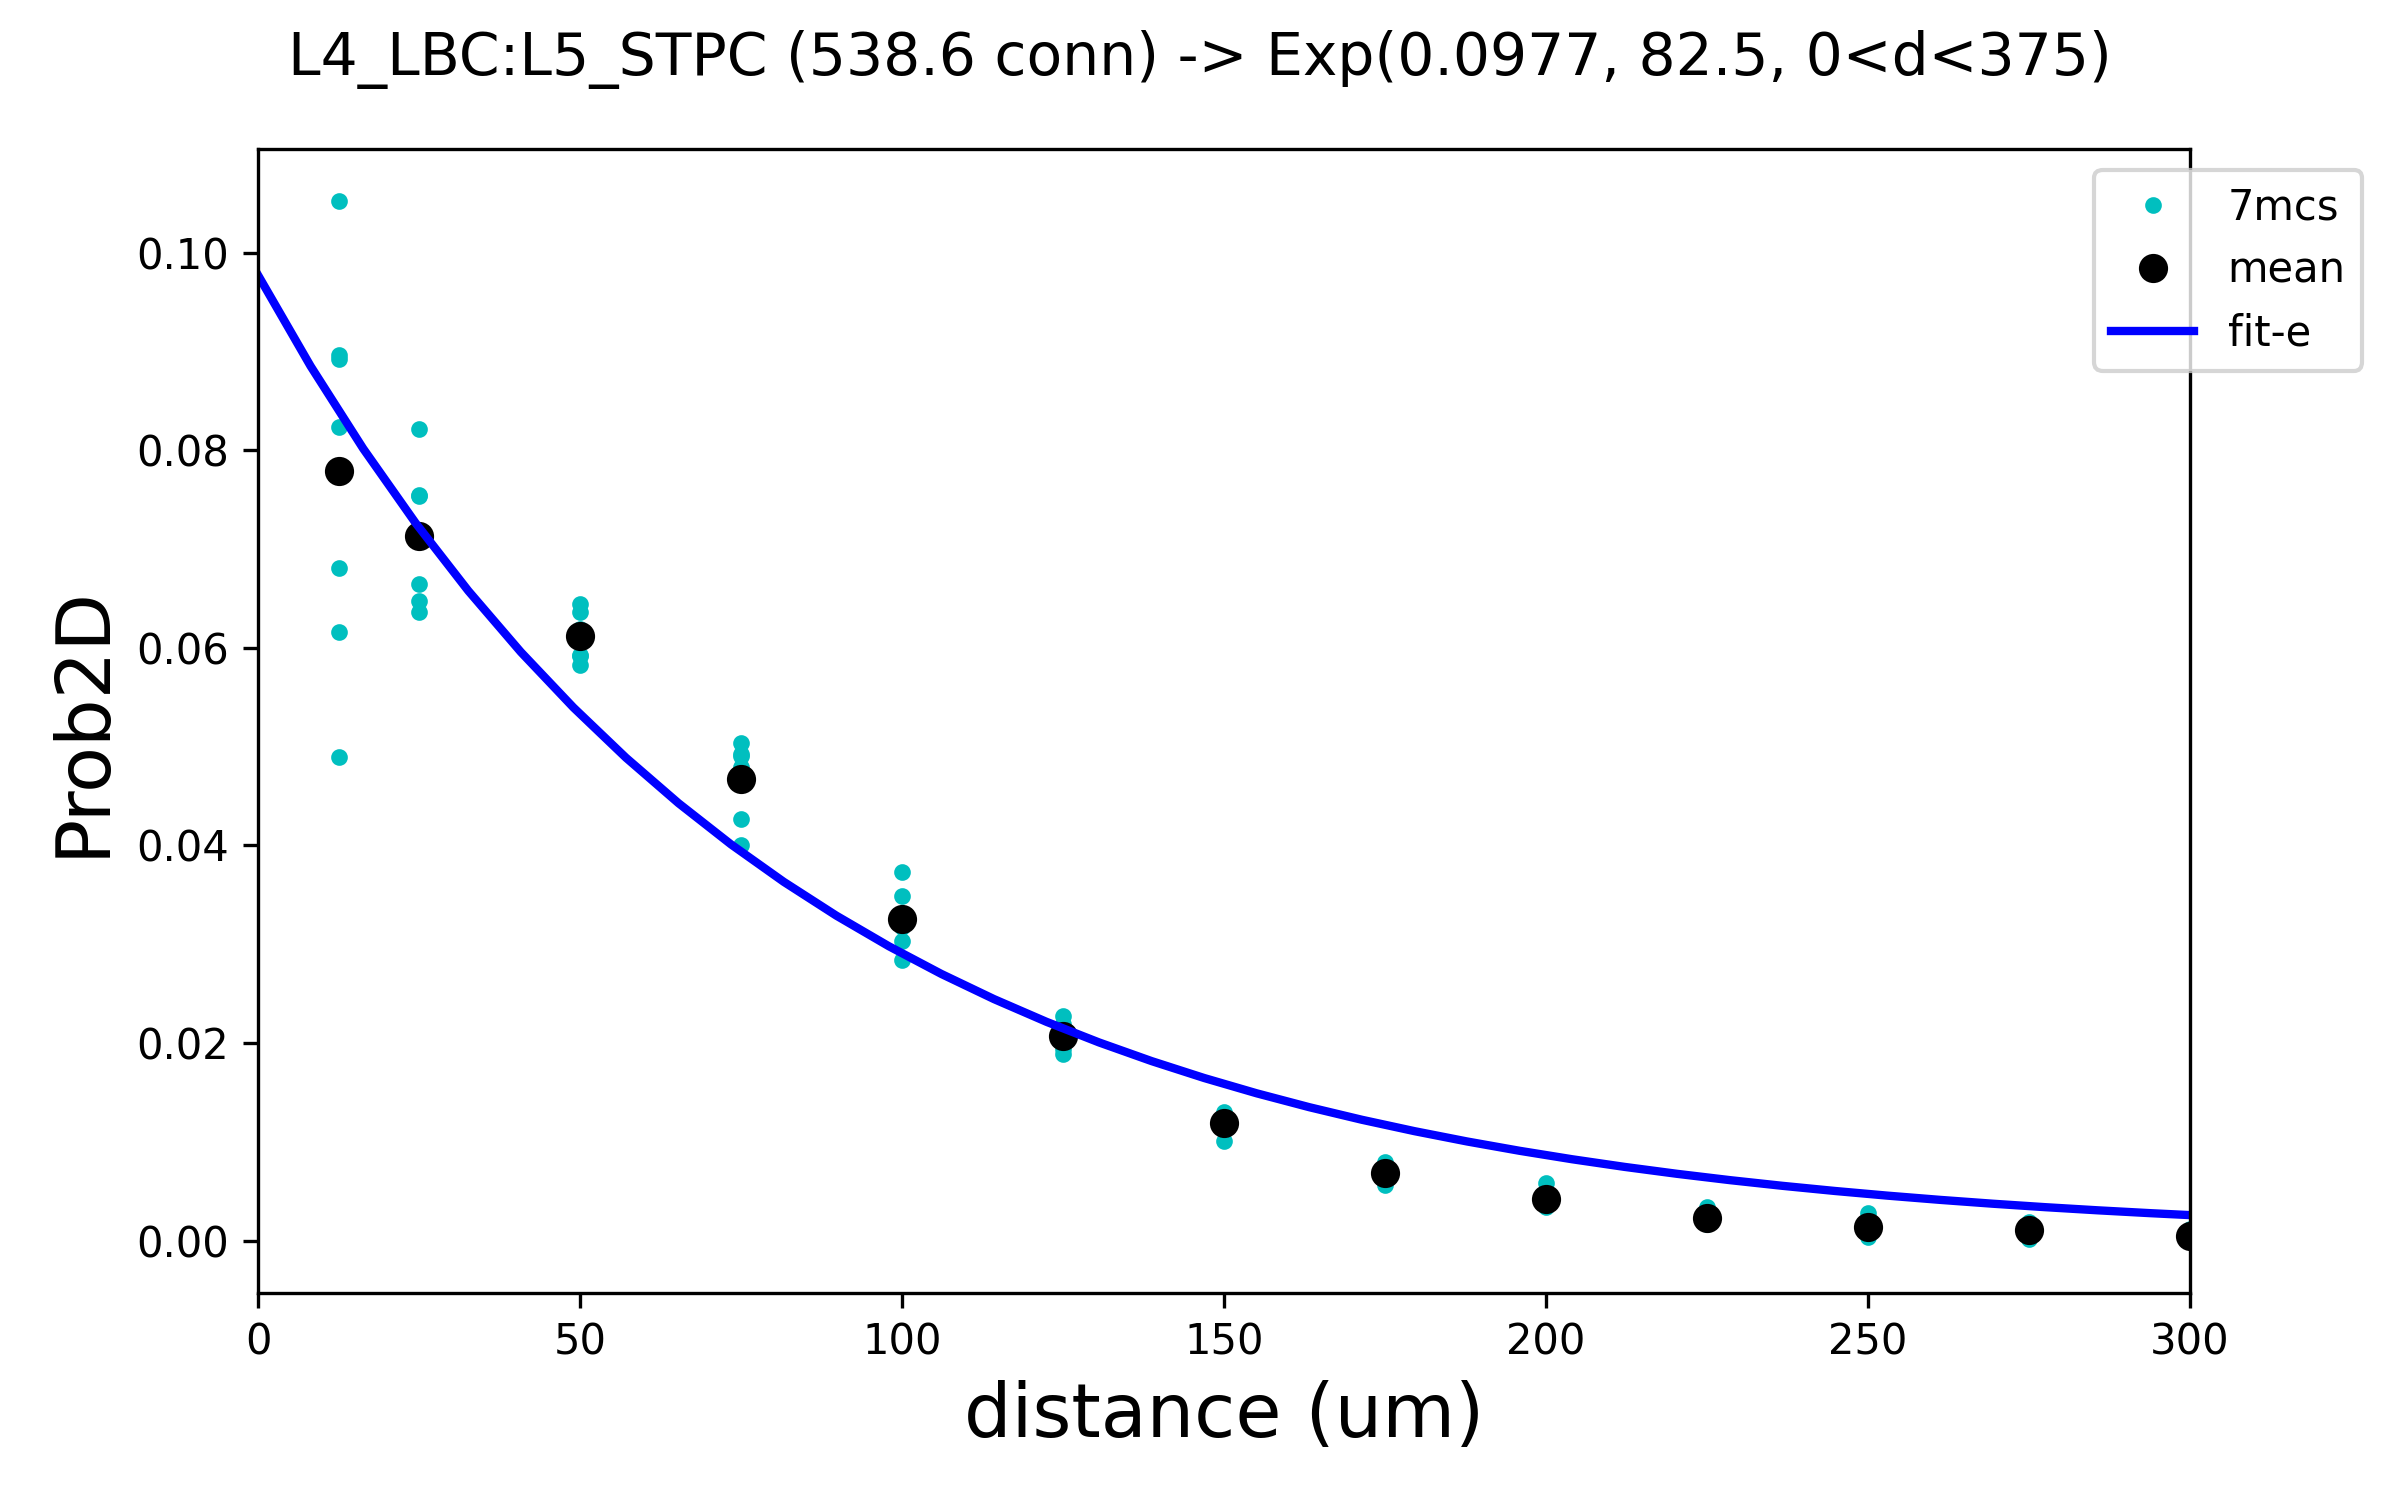 L4_LBC:L5_STPC (538.6 conn) -> Exp(0.0977, 82.5, 0<d<375)
7mcs
mean
fit-e
0.10
0.08
0.06
0.04
0.02
0.00
Prob2D
0 50 100 150 200 250 300
distance (um)